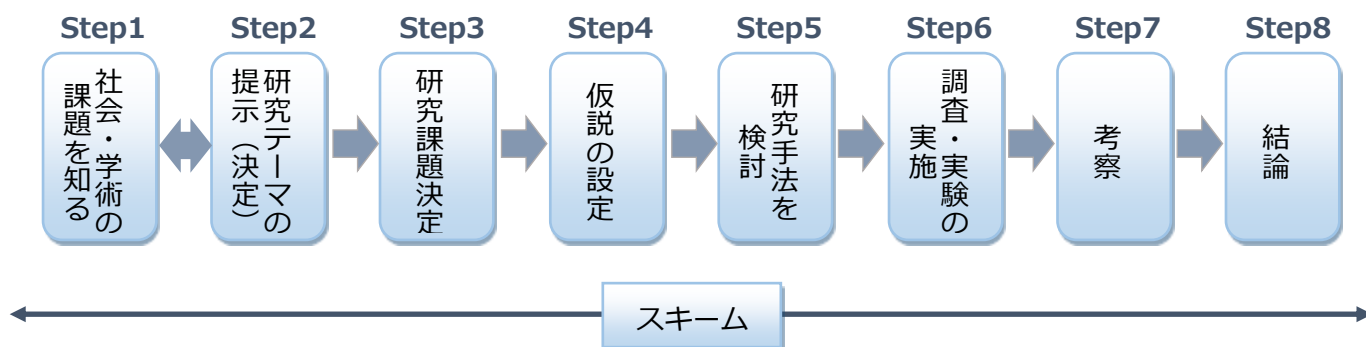 Step1
Step2
Step3
Step4
Step5
Step6
Step7
Step8
社会・学術の
課題を知る
研究テーマの
提示（決定）
研究課題決定
仮説の設定
研究手法を
検討
調査・実験の
実施
考察
結論
スキーム